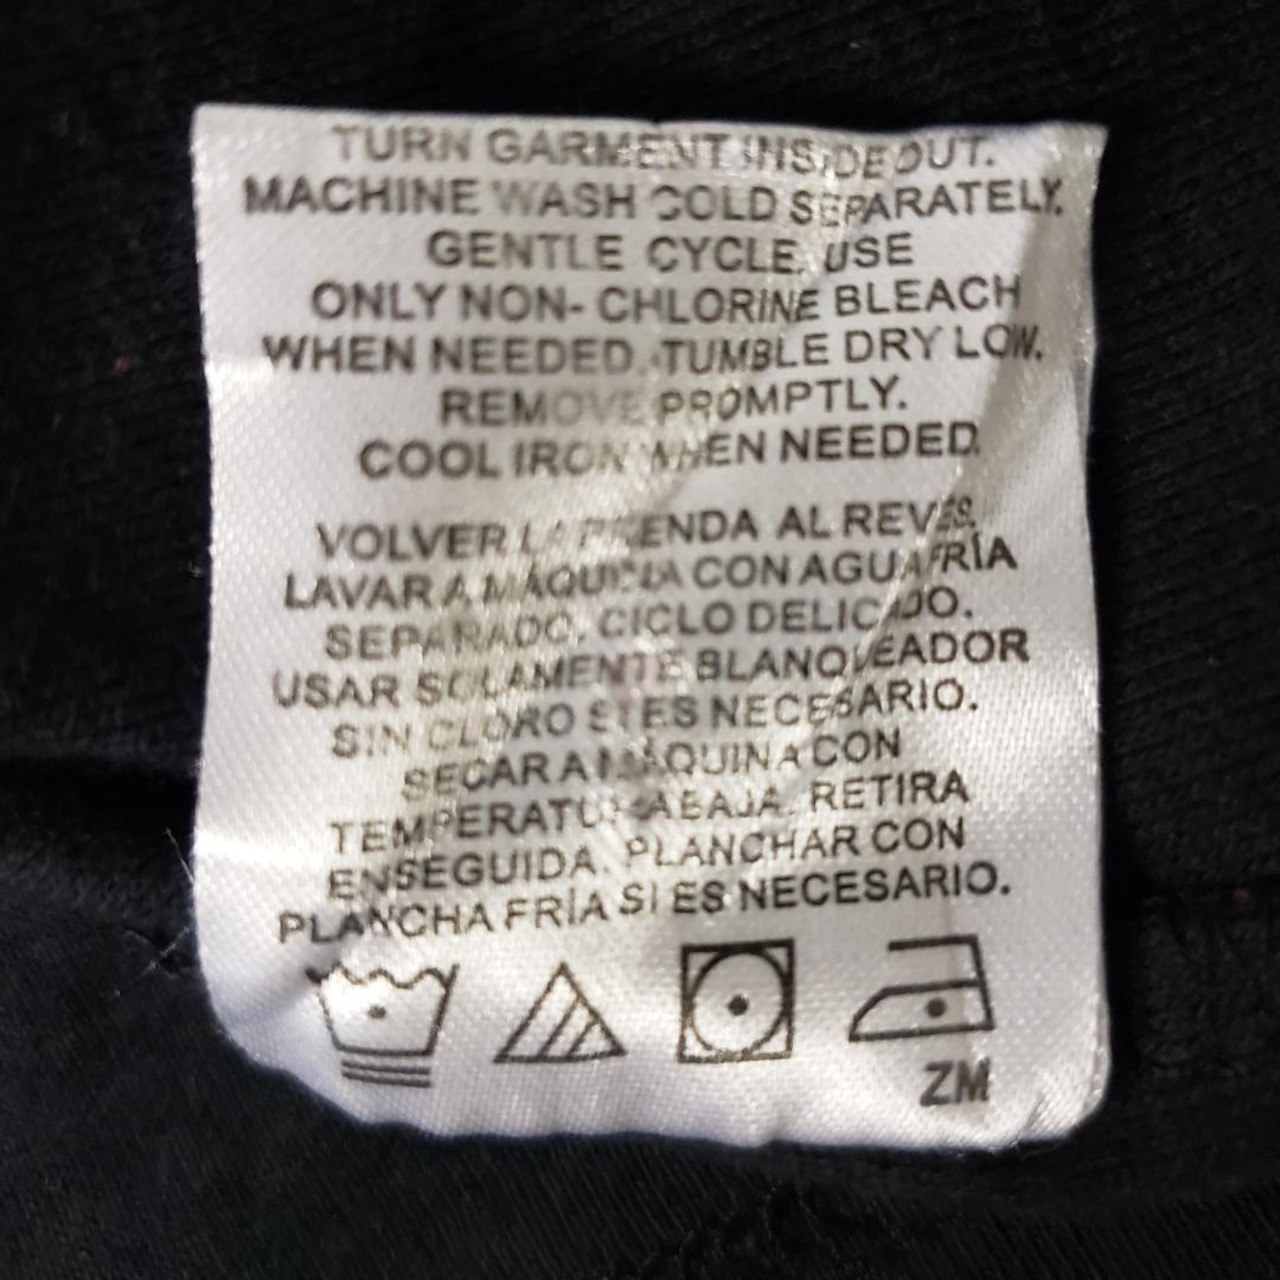 TURN GARMENT INSIDE OUT.
MACHINE WASH COLD SEPARATELY.
GENTLE CYCLE. USE
ONLY NON- CHLORINE BLEACH
WHEN NEEDED. TUMBLE DRY LOW.
REMOVE PROMPTLY.
COOL IRON WHEN NEEDED.
VOLVER LA PRENDA AL REVES.
LAVAR A MÁQUINA CON AGUA FRÍA
SEPARADO. CICLO DELICADO.
USAR SOLAMENTE BLANQUEADOR
SIN CLORO SI ES NECESARIO.
SECAR A MÁQUINA CON
TEMPERATURA BAJA. RETIRA
ENSEGUIDA. PLANCHAR CON
PLANCHA FRÍA SI ES NECESARIO.
ZM